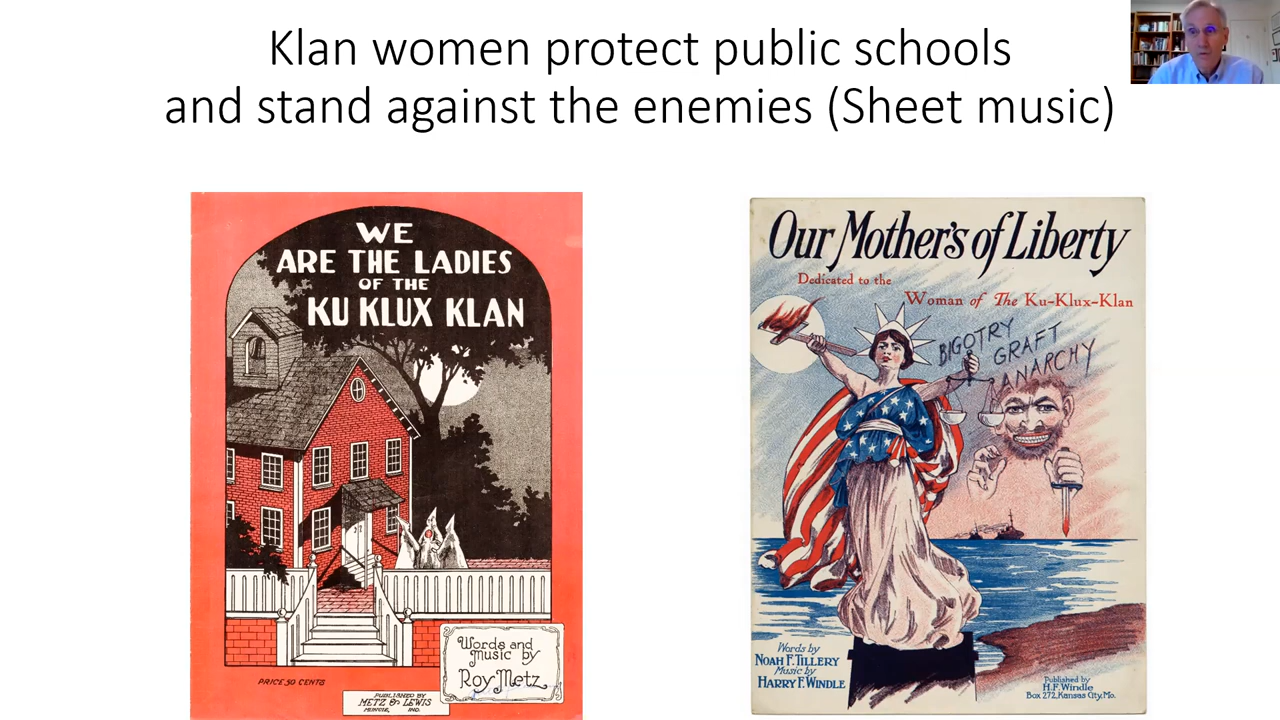 Klan women protect public schools
and stand against the enemies (Sheet music)
WE
ARE THE LADIES
OF THE
KU KLUX KLAN
Words and
Music by
Roy Metz
PRICE 50 CENTS
PUBLISHED BY
METZ & LEWIS
MUNCIE, IND.
Our Mother's of Liberty
Dedicated to the
Woman of The Ku-Klux-Klan
BIGOTRY
GRAFT
ANARCHY
Words by
NOAH F. TILLERY
Music by
HARRY F. WINDLE
Published by
H.F. Windle
Box 272, Kansas City, Mo.